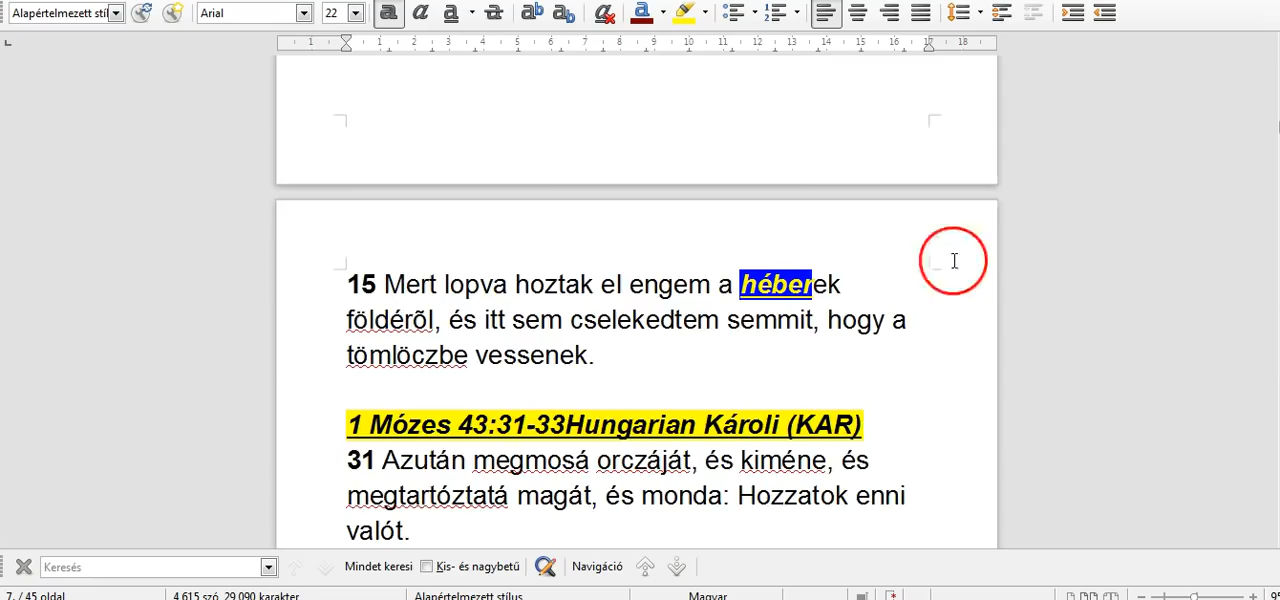 Alapértelmezett stíl
Arial
22
1 1 2 3 4 5 6 7 8 9 10 11 12 13 14 15 16 17 18
15 Mert lopva hoztak el engem a héberek
földérõl, és itt sem cselekedtem semmit, hogy a
tömlöczbe vessenek.
1 Mózes 43:31-33Hungarian Károli (KAR)
31 Azután megmosá orczáját, és kiméne, és
megtartóztatá magát, és monda: Hozzatok enni
valót.
Keresés
Mindet keresi
Kis- és nagybetű
Navigáció
7. / 45 oldal
4 615 szó, 29 090 karakter
Alapértelmezett stílus
Magyar